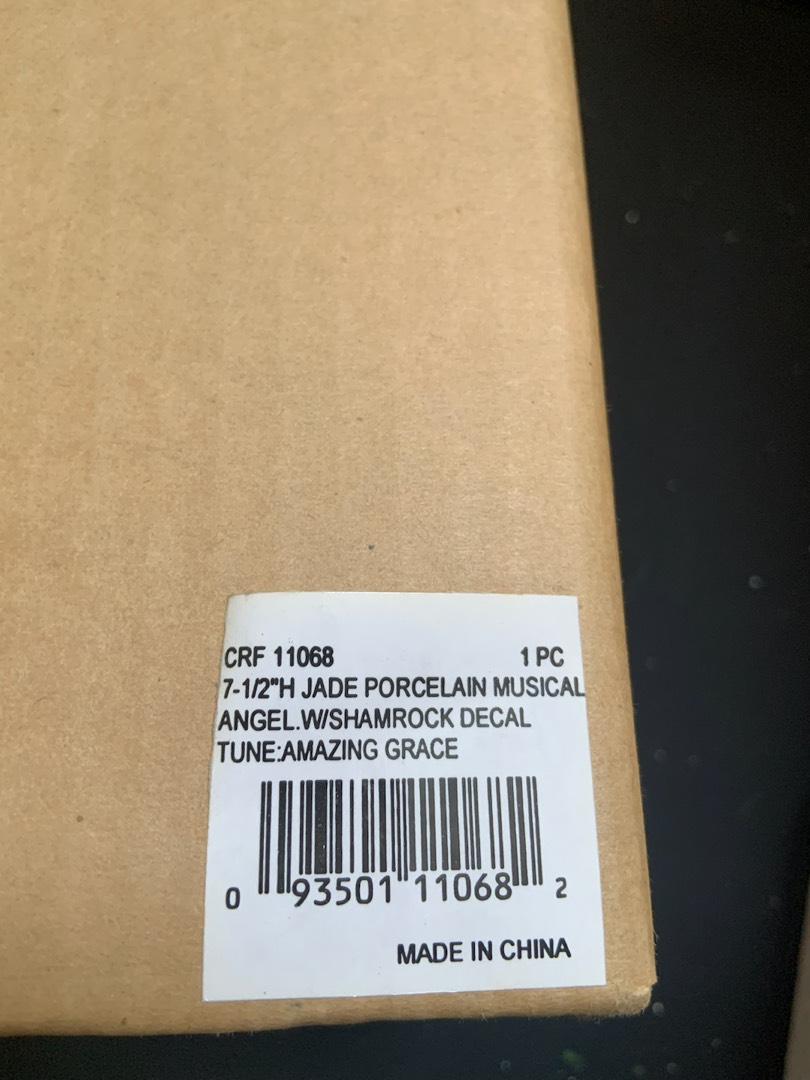 CRF 11068 1 PC
7-1/2"H JADE PORCELAIN MUSICAL
ANGEL.W/SHAMROCK DECAL
TUNE:AMAZING GRACE
0 93501 11068 2
MADE IN CHINA